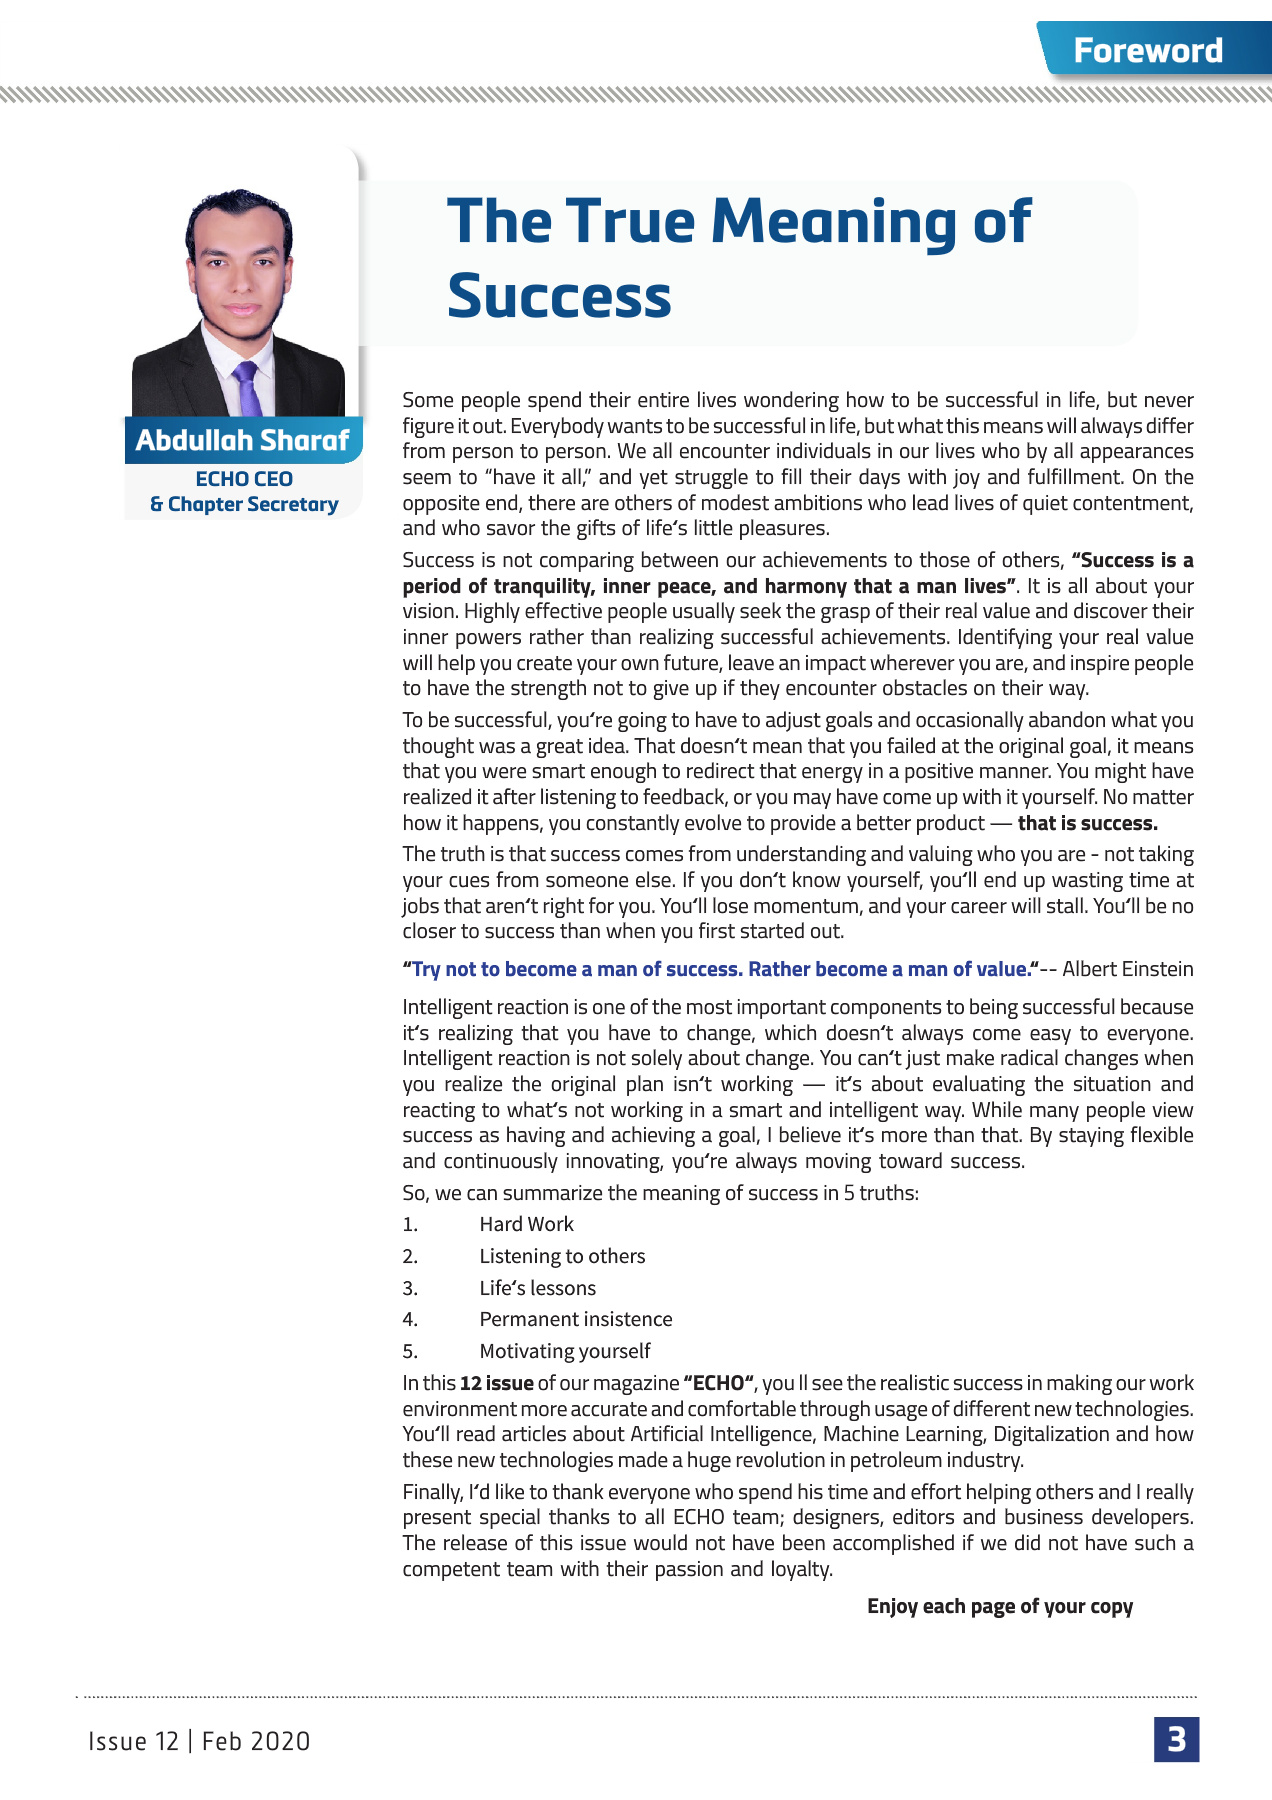 Foreword
The True Meaning of
Success
Abdullah Sharaf
ECHO CEO
& Chapter Secretary
Some people spend their entire lives wondering how to be successful in life, but never
figure it out. Everybody wants to be successful in life, but what this means will always differ
from person to person. We all encounter individuals in our lives who by all appearances
seem to “have it all,” and yet struggle to fill their days with joy and fulfillment. On the
opposite end, there are others of modest ambitions who lead lives of quiet contentment,
and who savor the gifts of life‘s little pleasures.
Success is not comparing between our achievements to those of others, “Success is a
period of tranquility, inner peace, and harmony that a man lives”. It is all about your
vision. Highly effective people usually seek the grasp of their real value and discover their
inner powers rather than realizing successful achievements. Identifying your real value
will help you create your own future, leave an impact wherever you are, and inspire people
to have the strength not to give up if they encounter obstacles on their way.
To be successful, you‘re going to have to adjust goals and occasionally abandon what you
thought was a great idea. That doesn‘t mean that you failed at the original goal, it means
that you were smart enough to redirect that energy in a positive manner. You might have
realized it after listening to feedback, or you may have come up with it yourself. No matter
how it happens, you constantly evolve to provide a better product — that is success.
The truth is that success comes from understanding and valuing who you are - not taking
your cues from someone else. If you don‘t know yourself, you‘ll end up wasting time at
jobs that aren‘t right for you. You‘ll lose momentum, and your career will stall. You‘ll be no
closer to success than when you first started out.
“Try not to become a man of success. Rather become a man of value.“-- Albert Einstein
Intelligent reaction is one of the most important components to being successful because
it‘s realizing that you have to change, which doesn‘t always come easy to everyone.
Intelligent reaction is not solely about change. You can‘t just make radical changes when
you realize the original plan isn‘t working — it‘s about evaluating the situation and
reacting to what‘s not working in a smart and intelligent way. While many people view
success as having and achieving a goal, I believe it‘s more than that. By staying flexible
and continuously innovating, you‘re always moving toward success.
So, we can summarize the meaning of success in 5 truths:
1. Hard Work
2. Listening to others
3. Life‘s lessons
4. Permanent insistence
5. Motivating yourself
In this 12 issue of our magazine “ECHO“, you ll see the realistic success in making our work
environment more accurate and comfortable through usage of different new technologies.
You‘ll read articles about Artificial Intelligence, Machine Learning, Digitalization and how
these new technologies made a huge revolution in petroleum industry.
Finally, I‘d like to thank everyone who spend his time and effort helping others and I really
present special thanks to all ECHO team; designers, editors and business developers.
The release of this issue would not have been accomplished if we did not have such a
competent team with their passion and loyalty.
Enjoy each page of your copy
Issue 12 | Feb 2020
3